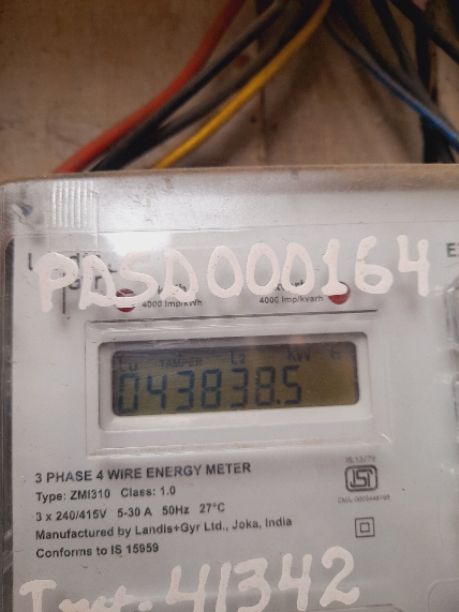 PDSD000164
4000 Imp/kWh
4000 Imp/kvarh
TAMPER L2 kW
043838.5
3 PHASE 4 WIRE ENERGY METER
Type: ZMI310 Class: 1.0
3 x 240/415V 5-30 A 50Hz 27°C
Manufactured by Landis+Gyr Ltd., Joka, India
Conforms to IS 15959
41342